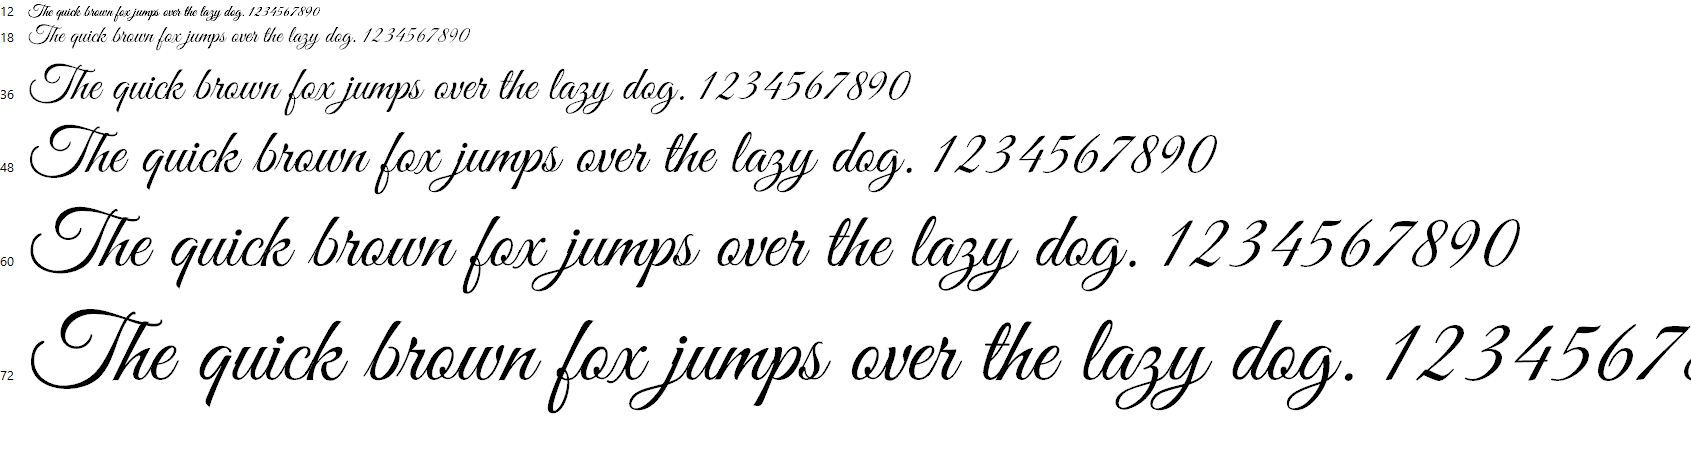 12 The quick brown fox jumps over the lazy dog. 1234567890
18 The quick brown fox jumps over the lazy dog. 1234567890
36 The quick brown fox jumps over the lazy dog. 1234567890
48 The quick brown fox jumps over the lazy dog. 1234567890
60 The quick brown fox jumps over the lazy dog. 1234567890
72 The quick brown fox jumps over the lazy dog. 1234567